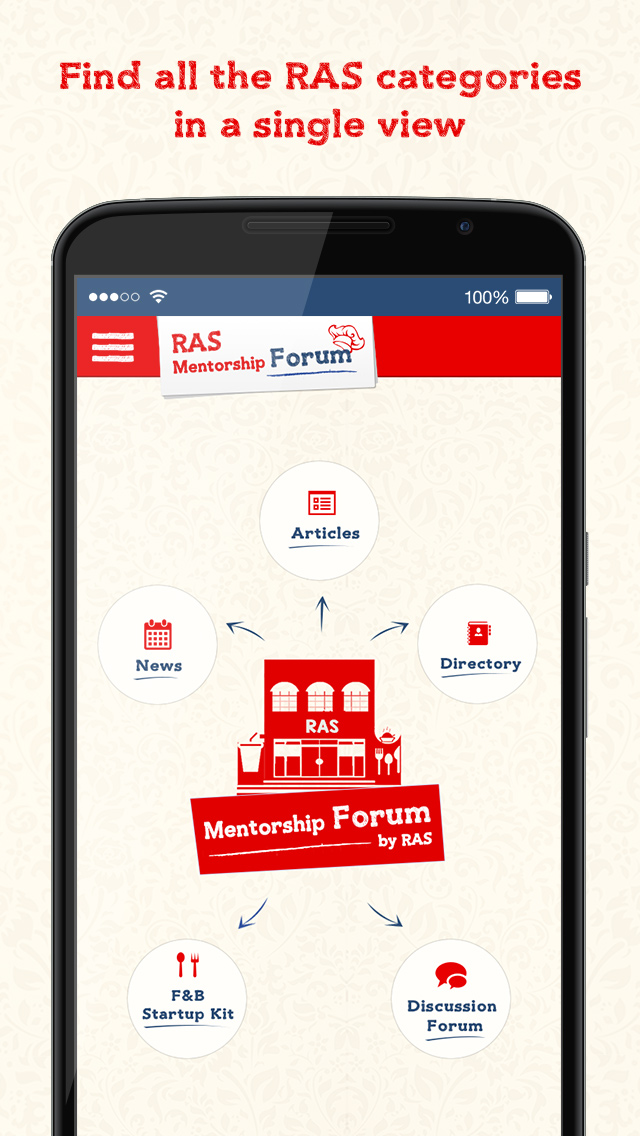 Find all the RAS categories
in a single view
100%
RAS
Mentorship Forum
Articles
News
Directory
RAS
Mentorship Forum
by RAS
F&B
Startup Kit
Discussion
Forum